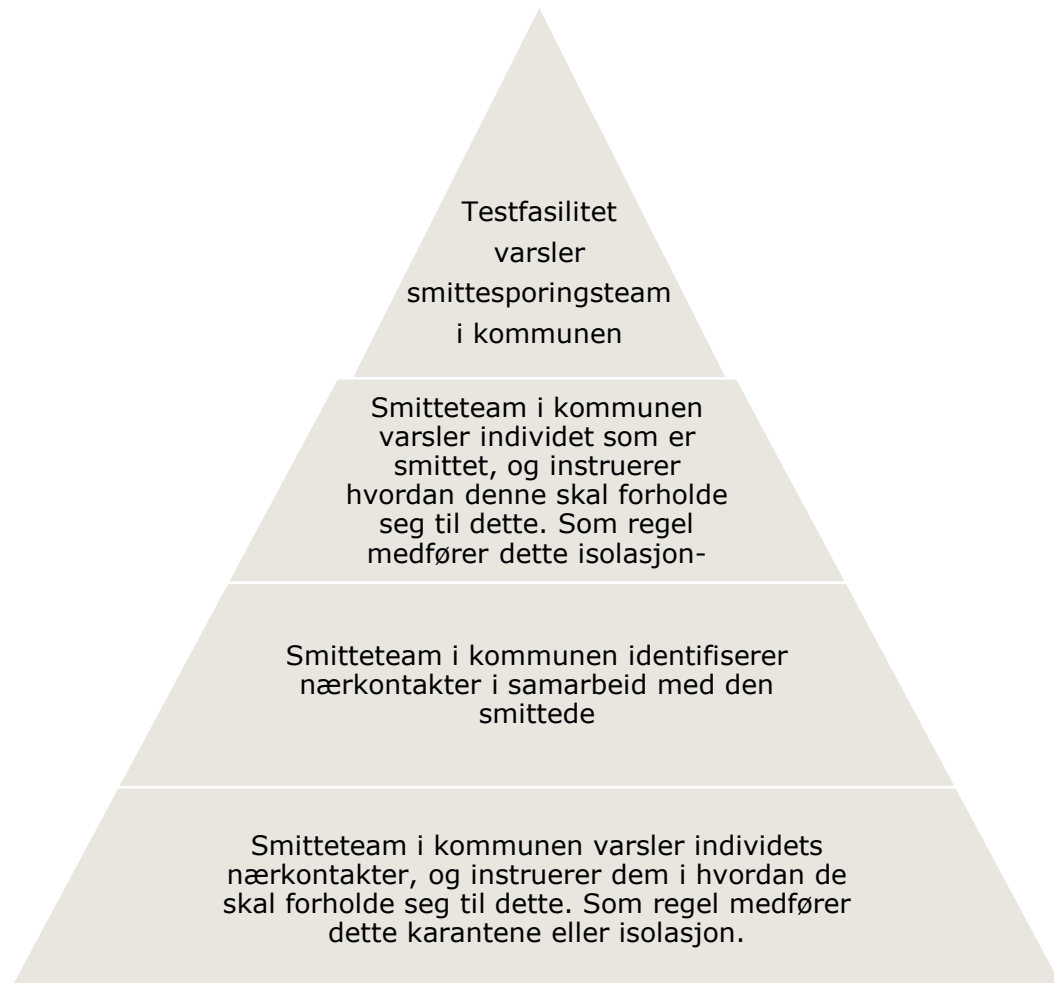 Testfasilitet
varsler
smittesporingsteam
i kommunen
Smitteteam i kommunen
varsler individet som er
smittet, og instruerer
hvordan denne skal forholde
seg til dette. Som regel
medfører dette isolasjon-
Smitteteam i kommunen identifiserer
nærkontakter i samarbeid med den
smittede
Smitteteam i kommunen varsler individets
nærkontakter, og instruerer dem i hvordan de
skal forholde seg til dette. Som regel medfører
dette karantene eller isolasjon.